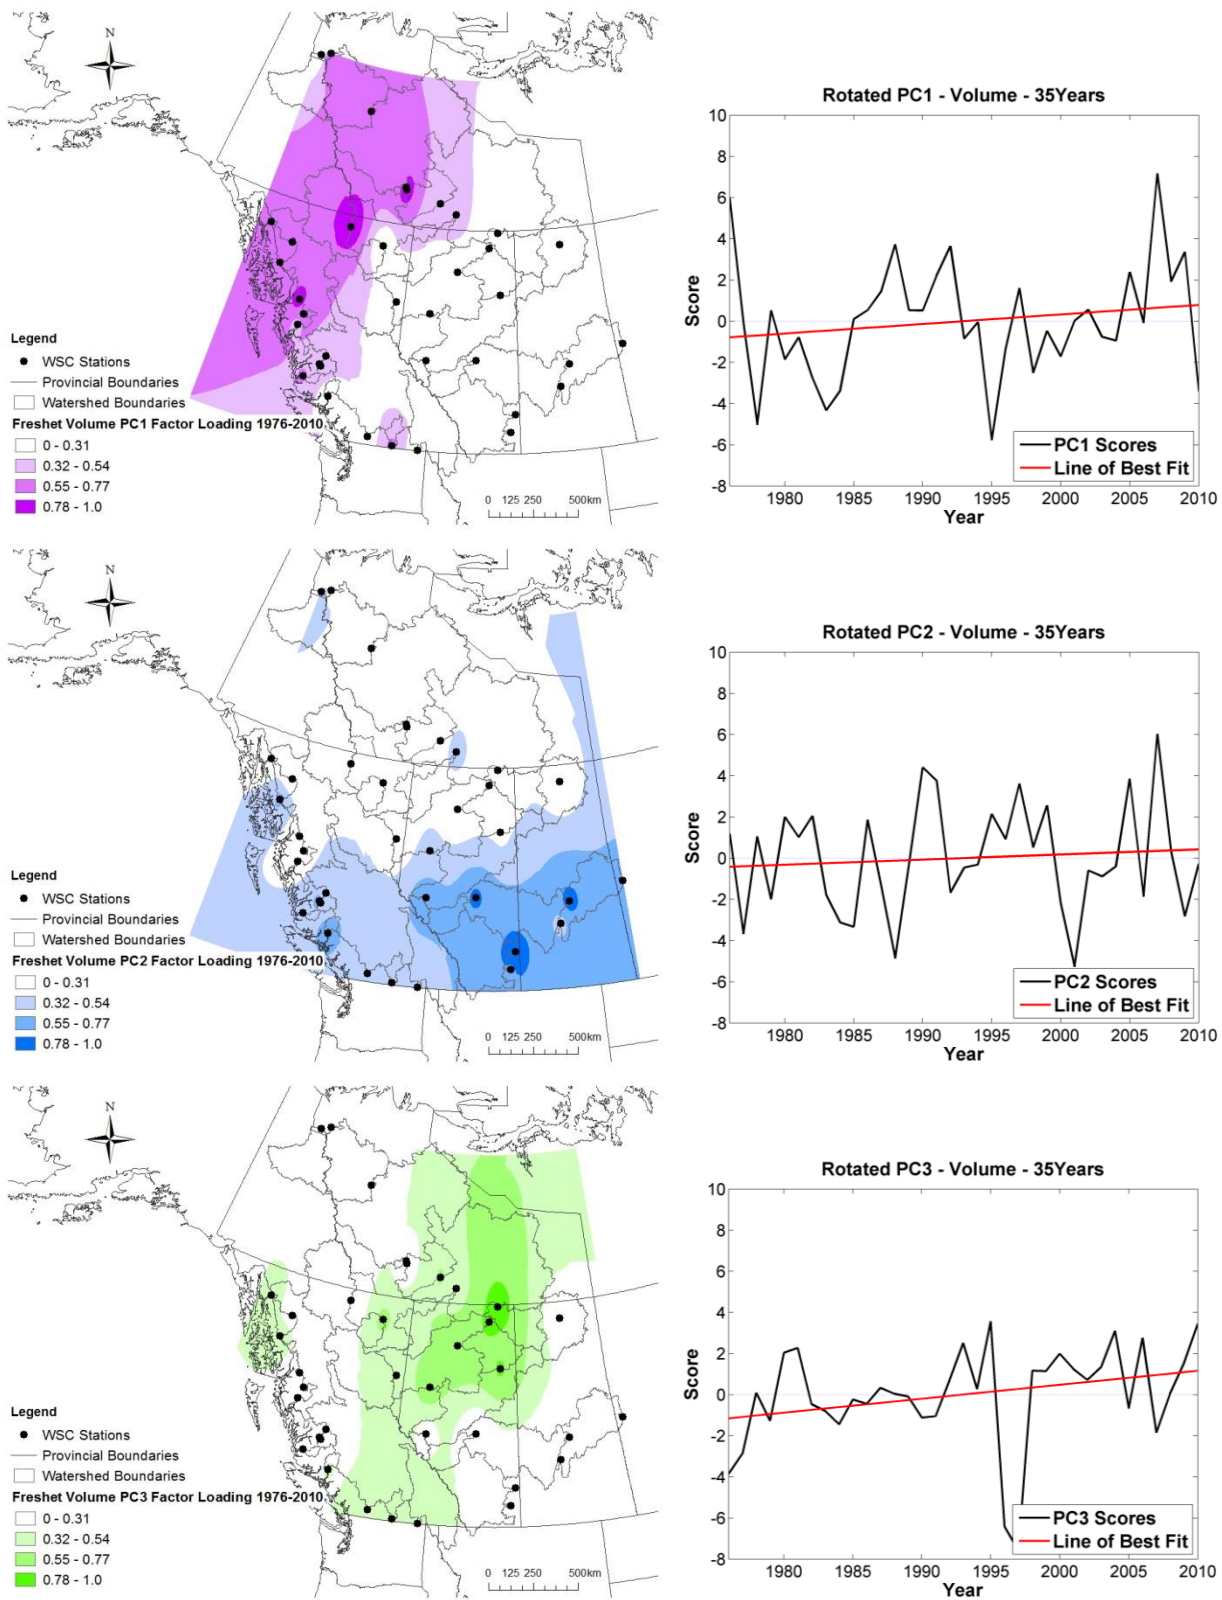 N
Legend
WSC Stations
Provincial Boundaries
Watershed Boundaries
Freshet Volume PC1 Factor Loading 1976-2010
0 - 0.31
0.32 - 0.54
0.55 - 0.77
0.78 - 1.0
0 125 250 500km
Rotated PC1 - Volume - 35Years
Score
10
8
6
4
2
0
-2
-4
-6
-8
PC1 Scores
Line of Best Fit
1980 1985 1990 1995 2000 2005 2010
Year
N
Legend
WSC Stations
Provincial Boundaries
Watershed Boundaries
Freshet Volume PC2 Factor Loading 1976-2010
0 - 0.31
0.32 - 0.54
0.55 - 0.77
0.78 - 1.0
0 125 250 500km
Rotated PC2 - Volume - 35Years
Score
10
8
6
4
2
0
-2
-4
-6
-8
PC2 Scores
Line of Best Fit
1980 1985 1990 1995 2000 2005 2010
Year
N
Legend
WSC Stations
Provincial Boundaries
Watershed Boundaries
Freshet Volume PC3 Factor Loading 1976-2010
0 - 0.31
0.32 - 0.54
0.55 - 0.77
0.78 - 1.0
0 125 250 500km
Rotated PC3 - Volume - 35Years
Score
10
8
6
4
2
0
-2
-4
-6
-8
PC3 Scores
Line of Best Fit
1980 1985 1990 1995 2000 2005 2010
Year